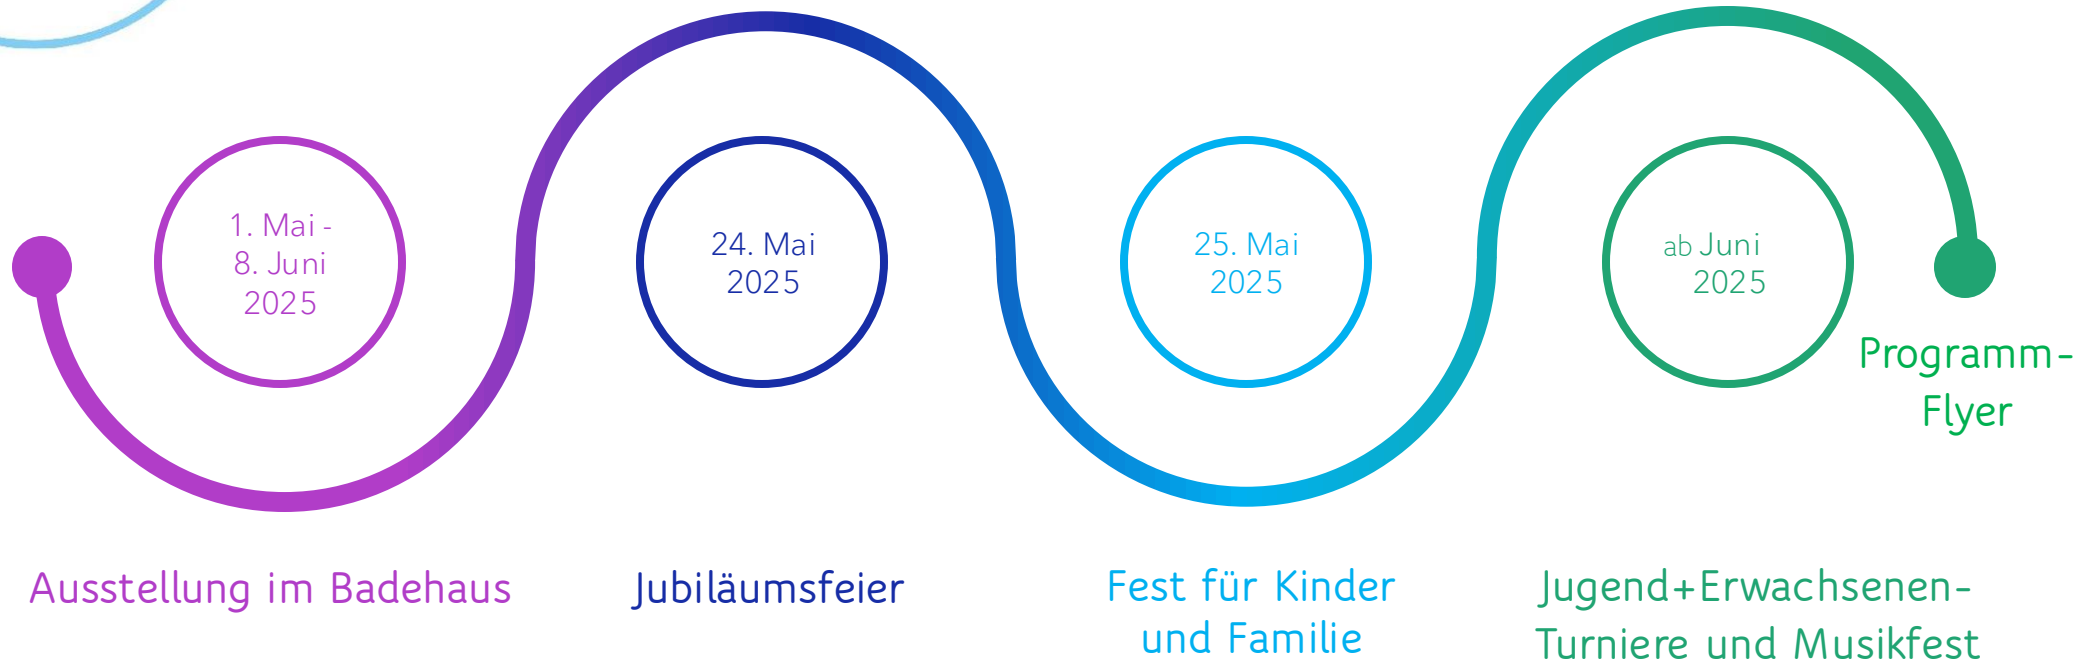 1. Mai -
8. Juni
2025
24. Mai
2025
25. Mai
2025
ab Juni
2025
Programm-
Flyer
Ausstellung im Badehaus
Jubiläumsfeier
Fest für Kinder
und Familie
Jugend+Erwachsenen-
Turniere und Musikfest